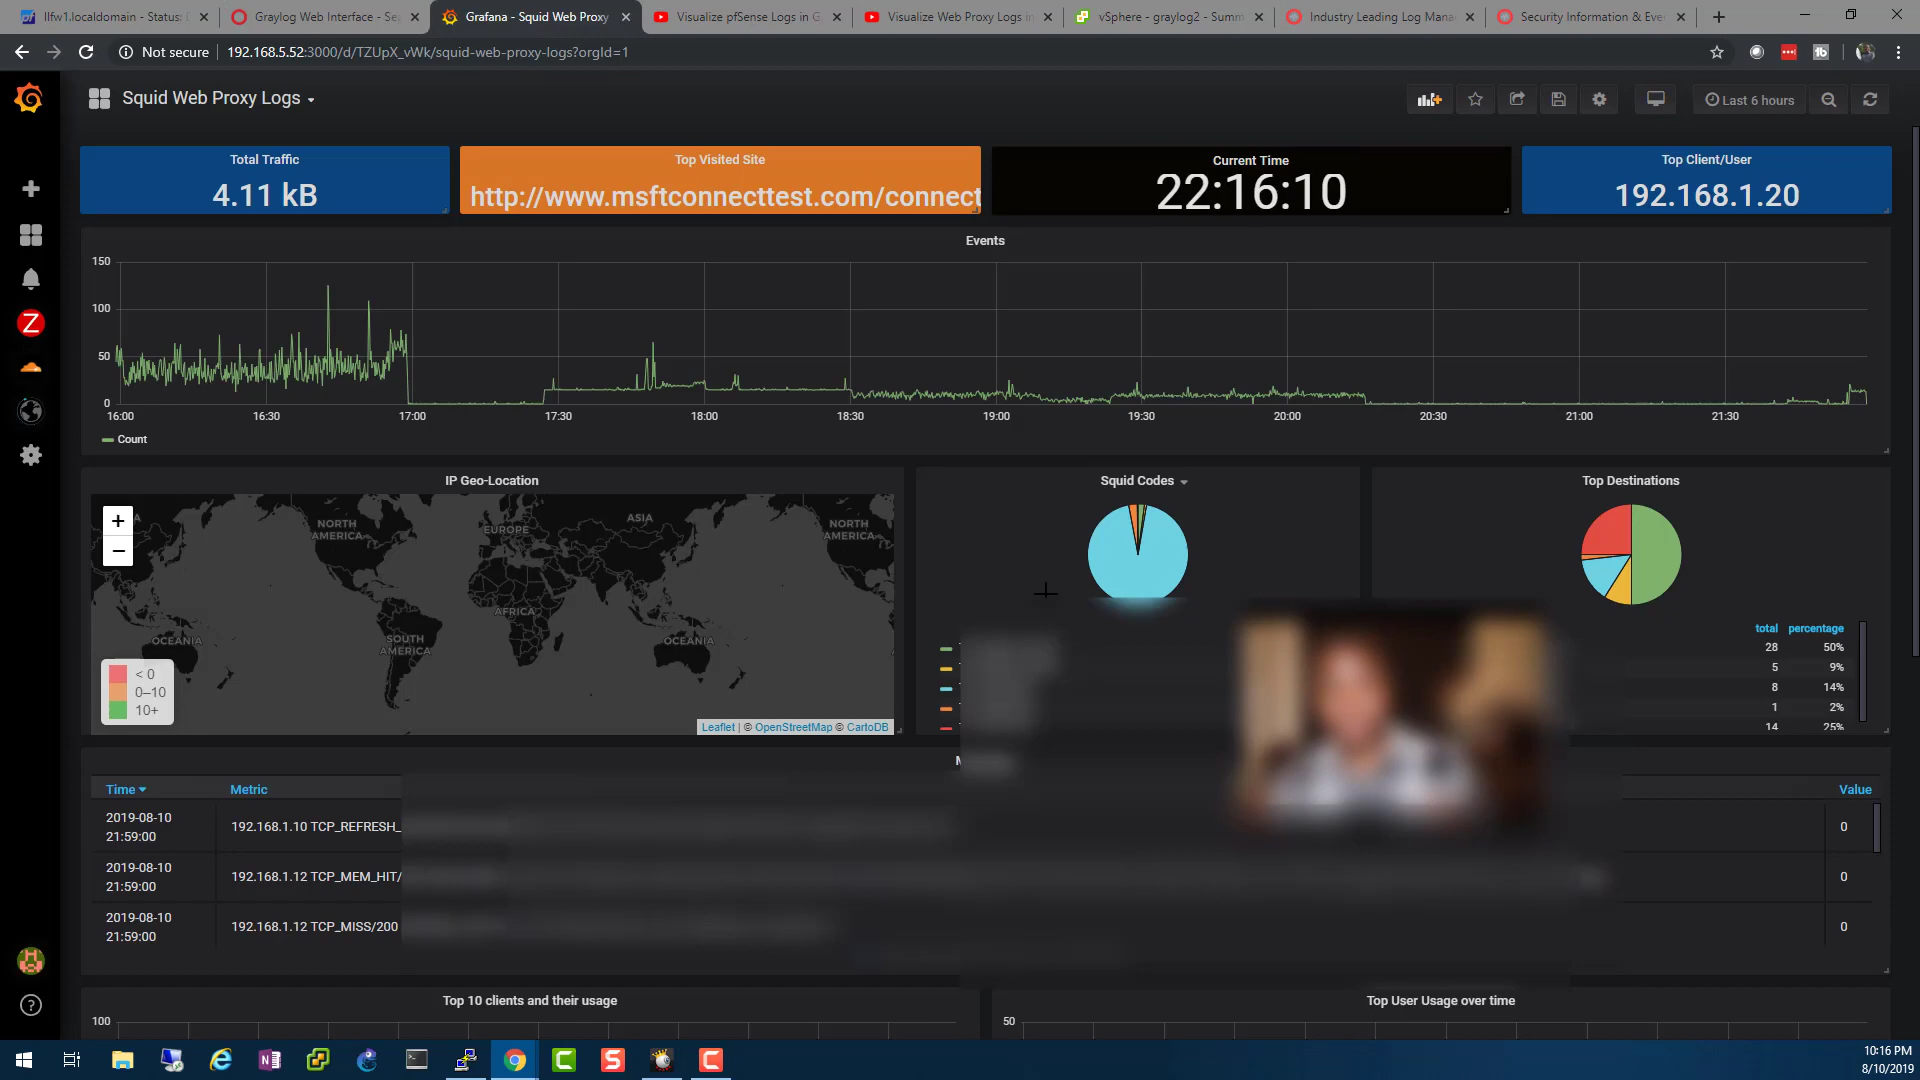 llfw1.localdomain - Status:
Graylog Web Interface - Se
Grafana - Squid Web Proxy
Visualize pfSense Logs in G
Visualize Web Proxy Logs in
vSphere - graylog2 - Summ
Industry Leading Log Mana
Security Information & Eve
Not secure
192.168.5.52:3000/d/TZUpX_vWk/squid-web-proxy-logs?orgId=1
Squid Web Proxy Logs
Last 6 hours
Total Traffic
4.11 kB
Top Visited Site
http://www.msftconnecttest.com/connect
Current Time
22:16:10
Top Client/User
192.168.1.20
Events
150
100
50
0
16:00 16:30 17:00 17:30 18:00 18:30 19:00 19:30 20:00 20:30 21:00 21:30
Count
IP Geo-Location
+
−
NORTH AMERICA
EUROPE
ASIA
NORTH AMERICA
AFRICA
OCEANIA
SOUTH AMERICA
OCEANIA
< 0
0–10
10+
Leaflet | © OpenStreetMap © CartoDB
Squid Codes
Top Destinations
total percentage
28 50%
5 9%
8 14%
1 2%
14 25%
Time Metric Value
2019-08-10 21:59:00 192.168.1.10 TCP_REFRESH_ 0
2019-08-10 21:59:00 192.168.1.12 TCP_MEM_HIT/ 0
2019-08-10 21:59:00 192.168.1.12 TCP_MISS/200 0
Top 10 clients and their usage
100
Top User Usage over time
50
10:16 PM
8/10/2019